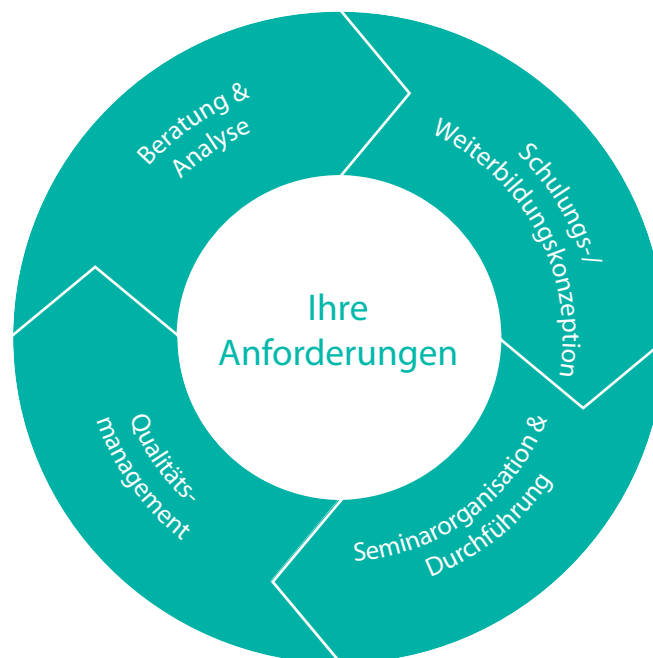 Beratung &
Analyse
Schulungs-/
Weiterbildungskonzeption
Ihre
Anforderungen
Seminarorganisation &
Durchführung
Qualitäts-
management